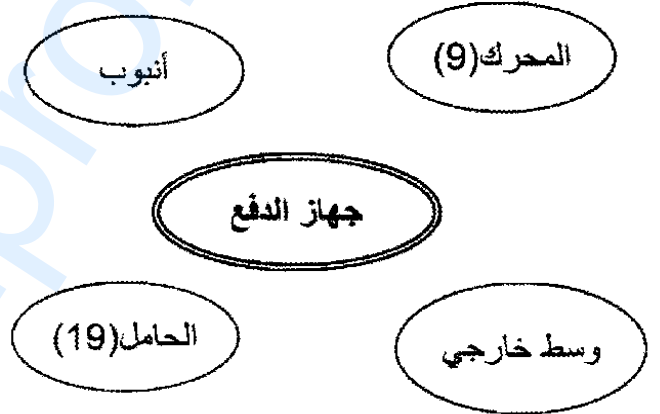 المحرك(9)
أنبوب
جهاز الدفع
الحامل(19)
وسط خارجي